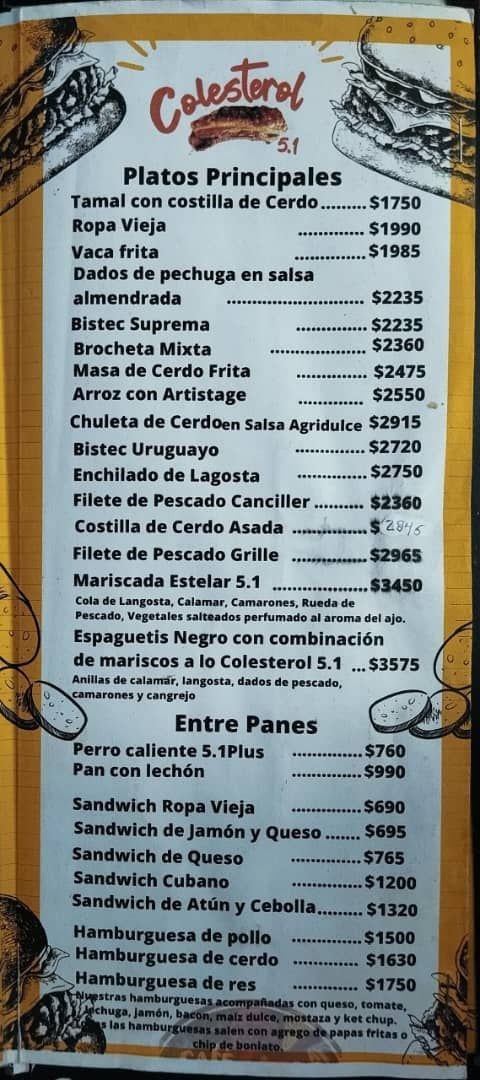 Colesterol
5.1
Platos Principales
Tamal con costilla de Cerdo......... $1750
Ropa Vieja .............. $1990
Vaca frita .............. $1985
Dados de pechuga en salsa
almendrada ............................ $2235
Bistec Suprema .............. $2235
Brocheta Mixta .................... $2360
Masa de Cerdo Frita .............. $2475
Arroz con Artistage ............. $2550
Chuleta de Cerdo en Salsa Agridulce $2915
Bistec Uruguayo .............. $2720
Enchilado de Lagosta .............. $2750
Filete de Pescado Canciller .......... $2360
Costilla de Cerdo Asada ............... $ 2845
Filete de Pescado Grille ............... $2965
Mariscada Estelar 5.1 ................... $3450
Cola de Langosta, Calamar, Camarones, Rueda de
Pescado, Vegetales salteados perfumado al aroma del ajo.
Espaguetis Negro con combinación
de mariscos a lo Colesterol 5.1 ... $3575
Anillas de calamar, langosta, dados de pescado,
camarones y cangrejo
Entre Panes
Perro caliente 5.1Plus .............. $760
Pan con lechón .............. $990
Sandwich Ropa Vieja .............. $690
Sandwich de Jamón y Queso ....... $695
Sandwich de Queso .............. $765
Sandwich Cubano .............. $1200
Sandwich de Atún y Cebolla......... $1320
Hamburguesa de pollo .............. $1500
Hamburguesa de cerdo ............. $1630
Hamburguesa de res ............. $1750
Nuestras hamburguesas acompañadas con queso, tomate,
lechuga, jamón, bacon, maíz dulce, mostaza y ket chup.
las hamburguesas salen con agrego de papas fritas o
chip de boniato.